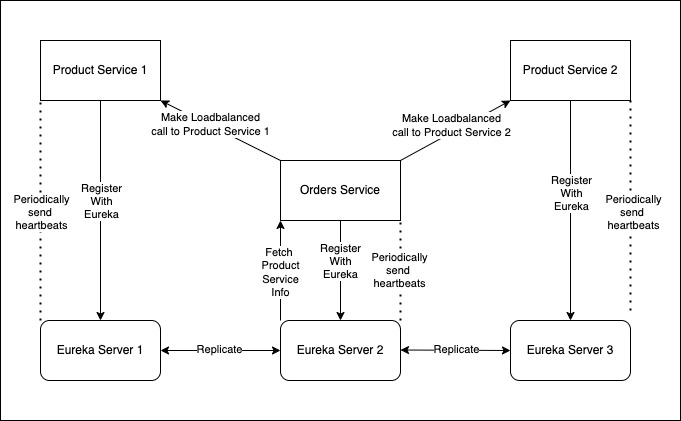 Product Service 1
Product Service 2
Make Loadbalanced
call to Product Service 1
Make Loadbalanced
call to Product Service 2
Orders Service
Periodically
send
heartbeats
Register
With
Eureka
Fetch
Product
Service
Info
Register
With
Eureka
Periodically
send
heartbeats
Register
With
Eureka
Periodically
send
heartbeats
Eureka Server 1
Replicate
Eureka Server 2
Replicate
Eureka Server 3